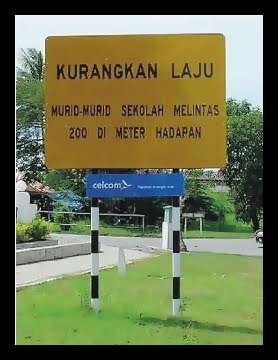 KURANGKAN LAJU
MURID-MURID SEKOLAH MELINTAS
200 DI METER HADAPAN
celcom